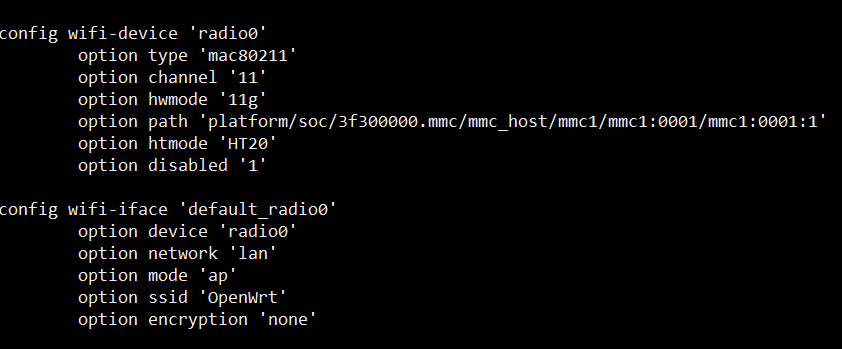 config wifi-device 'radio0'
        option type 'mac80211'
        option channel '11'
        option hwmode '11g'
        option path 'platform/soc/3f300000.mmc/mmc_host/mmc1/mmc1:0001/mmc1:0001:1'
        option htmode 'HT20'
        option disabled '1'
config wifi-iface 'default_radio0'
        option device 'radio0'
        option network 'lan'
        option mode 'ap'
        option ssid 'OpenWrt'
        option encryption 'none'